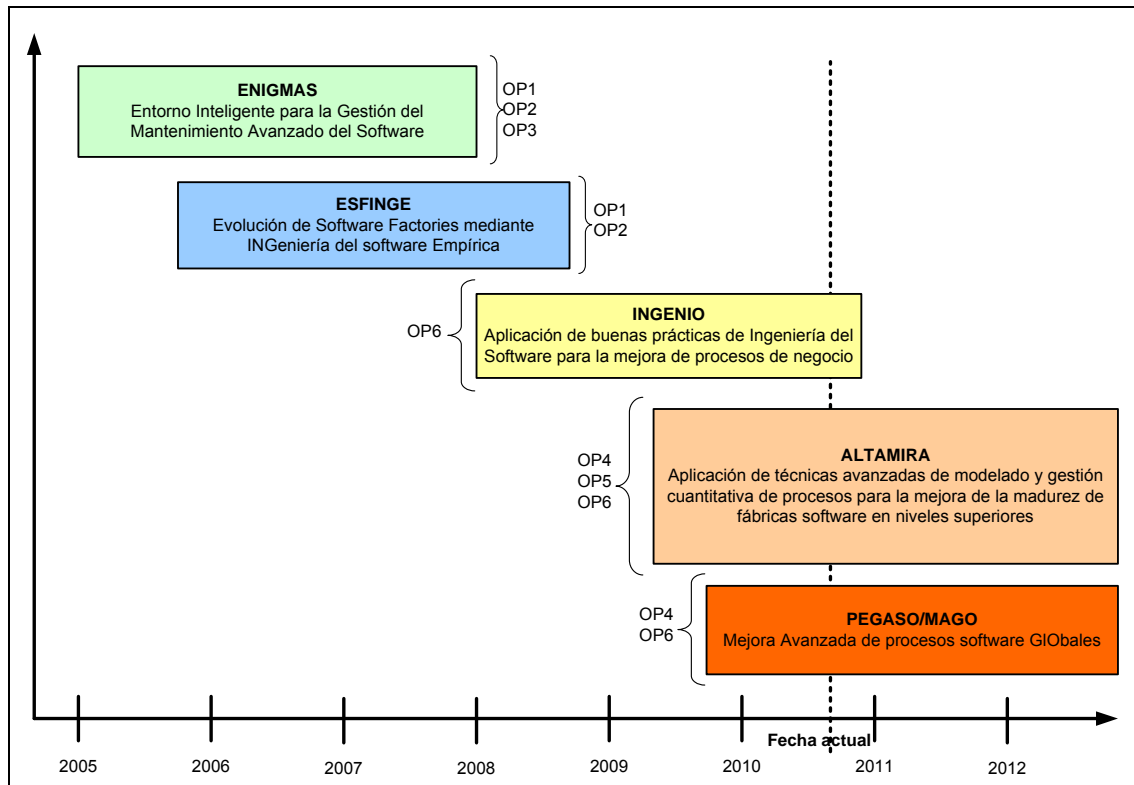 ENIGMAS
Entorno Inteligente para la Gestión del
Mantenimiento Avanzado del Software
OP1
OP2
OP3
ESFINGE
Evolución de Software Factories mediante
INGeniería del software Empírica
OP1
OP2
OP6
INGENIO
Aplicación de buenas prácticas de Ingeniería del
Software para la mejora de procesos de negocio
OP4
OP5
OP6
ALTAMIRA
Aplicación de técnicas avanzadas de modelado y gestión
cuantitativa de procesos para la mejora de la madurez de
fábricas software en niveles superiores
OP4
OP6
PEGASO/MAGO
Mejora Avanzada de procesos software GlObales
Fecha actual
2005 2006 2007 2008 2009 2010 2011 2012